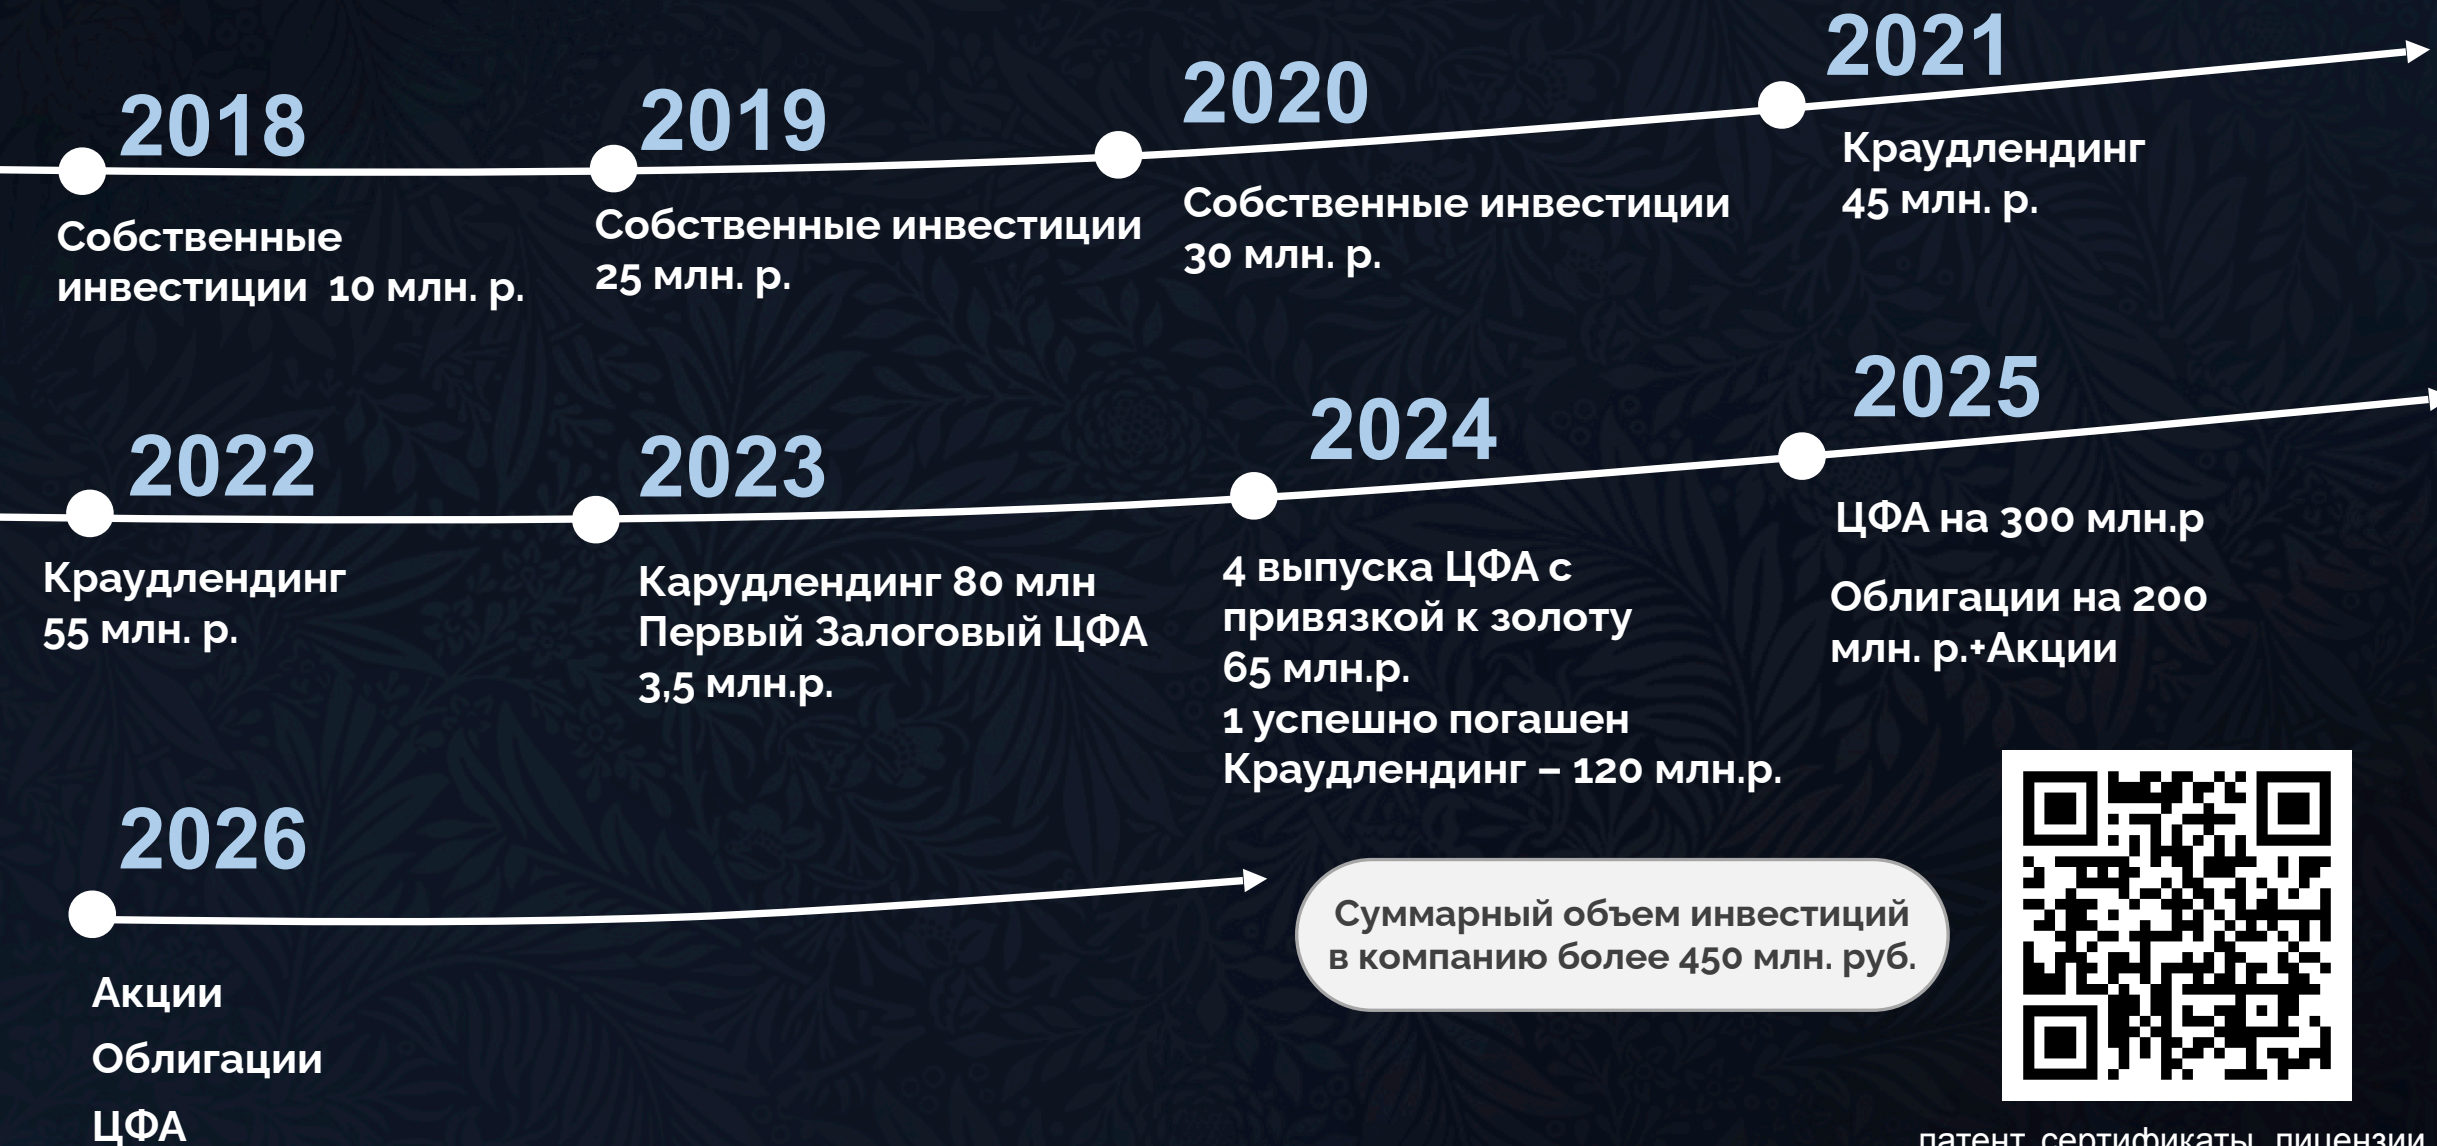 2018
Собственные
инвестиции 10 млн. р.
2019
Собственные инвестиции
25 млн. р.
2020
Собственные инвестиции
30 млн. р.
2021
Краудлендинг
45 млн. р.
2022
Краудлендинг
55 млн. р.
2023
Карудлендинг 80 млн
Первый Залоговый ЦФА
3,5 млн.р.
2024
4 выпуска ЦФА с
привязкой к золоту
65 млн.р.
1 успешно погашен
Краудлендинг – 120 млн.р.
2025
ЦФА на 300 млн.р
Облигации на 200
млн. р.+Акции
2026
Акции
Облигации
ЦФА
Суммарный объем инвестиций
в компанию более 450 млн. руб.
патент, сертификаты, лицензии